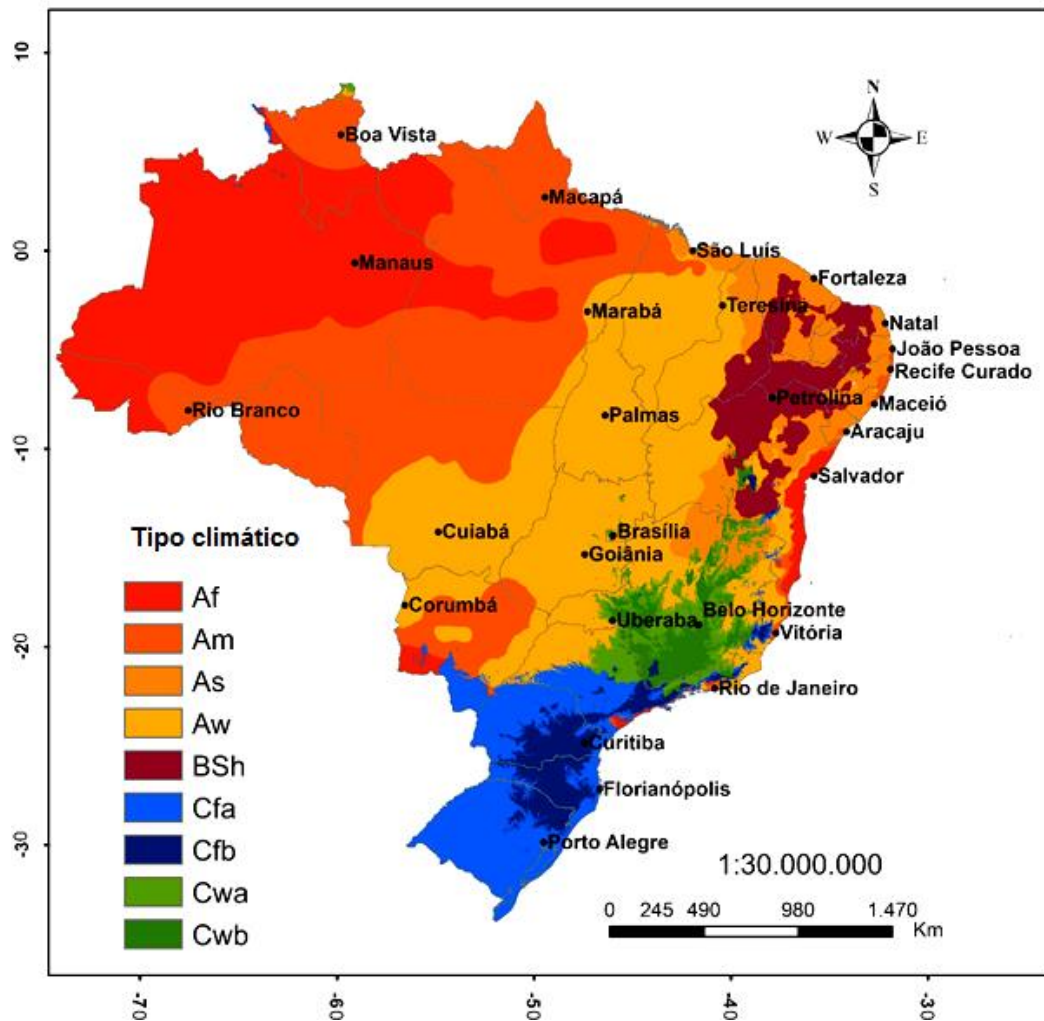 10
00
-10
-20
-30
N
W
E
S
Boa Vista
Macapá
Manaus
São Luís
Fortaleza
Marabá
Teresina
Natal
João Pessoa
Recife Curado
Rio Branco
Petrolina
Maceió
Palmas
Aracaju
Salvador
Cuiabá
Brasília
Goiânia
Corumbá
Uberaba
Belo Horizonte
Vitória
Rio de Janeiro
Curitiba
Florianópolis
Porto Alegre
Tipo climático
Af
Am
As
Aw
BSh
Cfa
Cfb
Cwa
Cwb
1:30.000.000
0 245 490 980 1.470
Km
-70 -60 -50 -40 -30